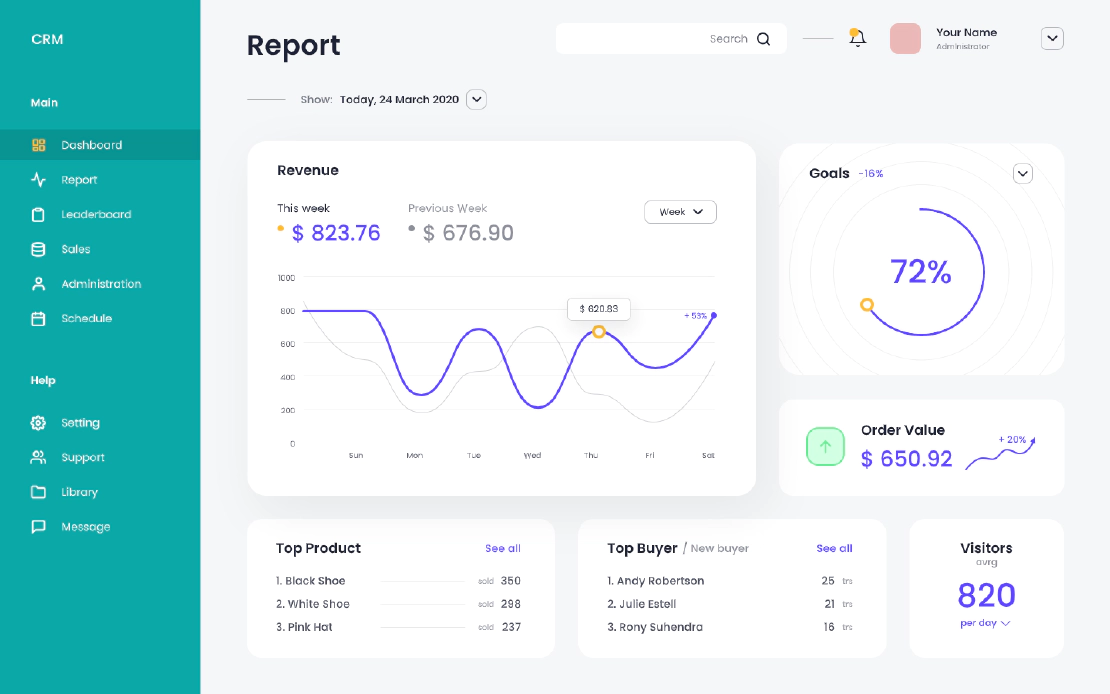 CRM
Main
Dashboard
Report
Leaderboard
Sales
Administration
Schedule
Help
Setting
Support
Library
Message
Report
Search
Your Name
Administrator
Show: Today, 24 March 2020
Revenue
This week
Previous Week
$ 823.76
$ 676.90
Week
1000
800
600
400
200
0
$ 620.83
+ 53%
Sun Mon Tue Wed Thu Fri Sat
Goals -16%
72%
Order Value
$ 650.92
+ 20%
Top Product See all
1. Black Shoe sold 350
2. White Shoe sold 298
3. Pink Hat sold 237
Top Buyer / New buyer See all
1. Andy Robertson 25 trs
2. Julie Estell 21 trs
3. Rony Suhendra 16 trs
Visitors
avrg
820
per day